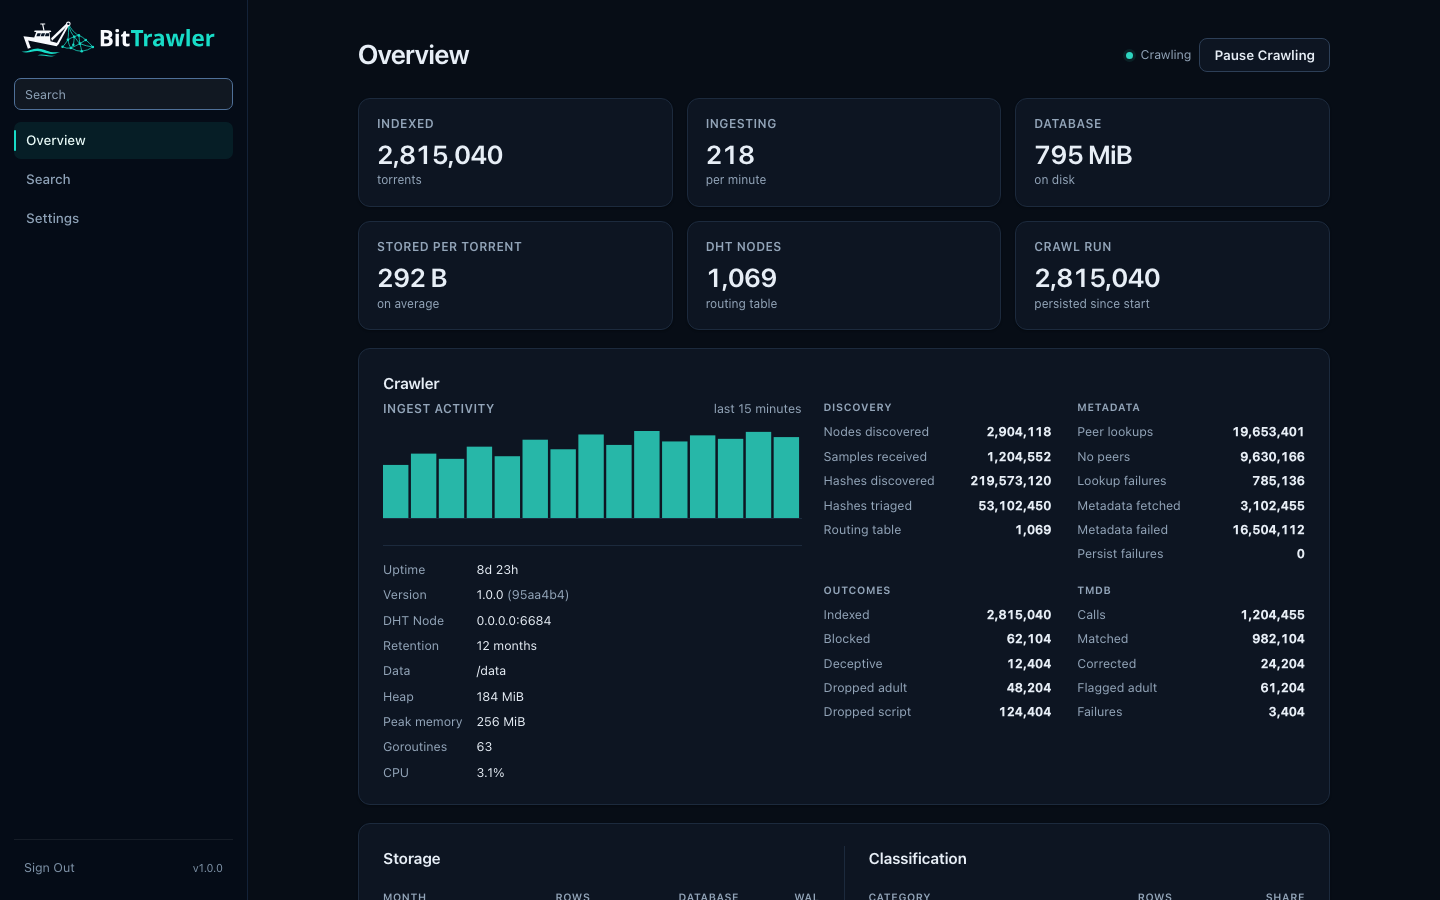 BitTrawler
Search
Overview
Search
Settings
Sign Out
v1.0.0
Overview
Crawling
Pause Crawling
INDEXED
2,815,040
torrents
INGESTING
218
per minute
DATABASE
795 MiB
on disk
STORED PER TORRENT
292 B
on average
DHT NODES
1,069
routing table
CRAWL RUN
2,815,040
persisted since start
Crawler
INGEST ACTIVITY last 15 minutes
Uptime 8d 23h
Version 1.0.0 (95aa4b4)
DHT Node 0.0.0.0:6684
Retention 12 months
Data /data
Heap 184 MiB
Peak memory 256 MiB
Goroutines 63
CPU 3.1%
DISCOVERY
Nodes discovered 2,904,118
Samples received 1,204,552
Hashes discovered 219,573,120
Hashes triaged 53,102,450
Routing table 1,069
METADATA
Peer lookups 19,653,401
No peers 9,630,166
Lookup failures 785,136
Metadata fetched 3,102,455
Metadata failed 16,504,112
Persist failures 0
OUTCOMES
Indexed 2,815,040
Blocked 62,104
Deceptive 12,404
Dropped adult 48,204
Dropped script 124,404
TMDB
Calls 1,204,455
Matched 982,104
Corrected 24,204
Flagged adult 61,204
Failures 3,404
Storage
MONTH ROWS DATABASE WAL
Classification
CATEGORY ROWS SHARE